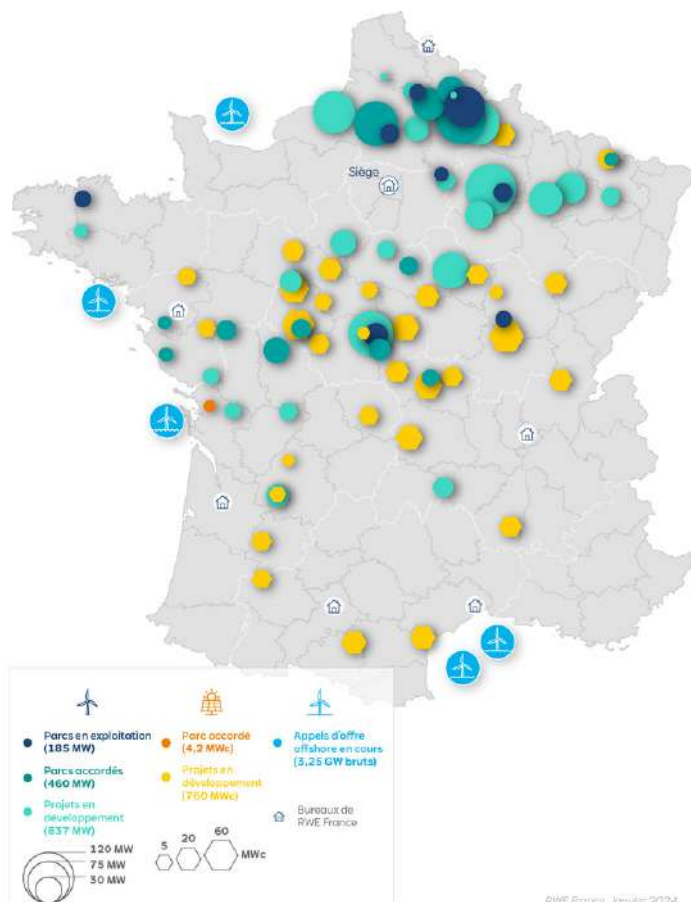 Siège
Parcs en exploitation
(185 MW)
Parc accordé
(4,2 MWc)
Appels d'offre
offshore en cours
(3,25 GW bruts)
Parcs accordés
(460 MW)
Projets en
développement
(760 MWc)
Projets en
développement
(837 MW)
Bureaux de
RWE France
120 MW
75 MW
30 MW
5
20
60
MWc
RWE France, Janvier 2024